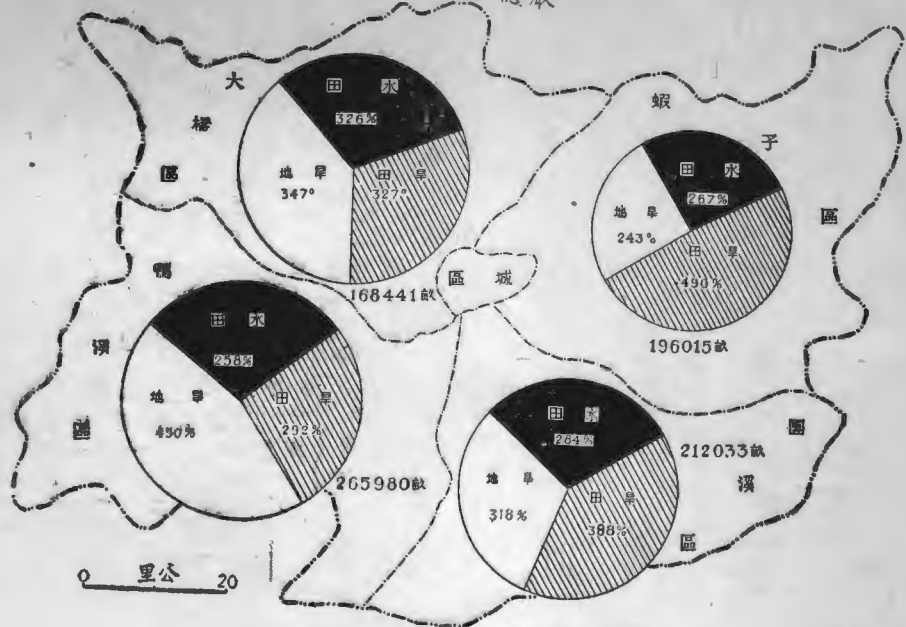 大橋區
水田
326%
旱田
327%
旱地
347%
168441畝
蝦子區
水田
267%
旱地
243%
旱田
490%
196015畝
城區
鴨溪區
水田
258%
旱田
292%
旱地
450%
265980畝
團溪區
水田
284%
旱地
318%
旱田
398%
212033畝
0 公里 20